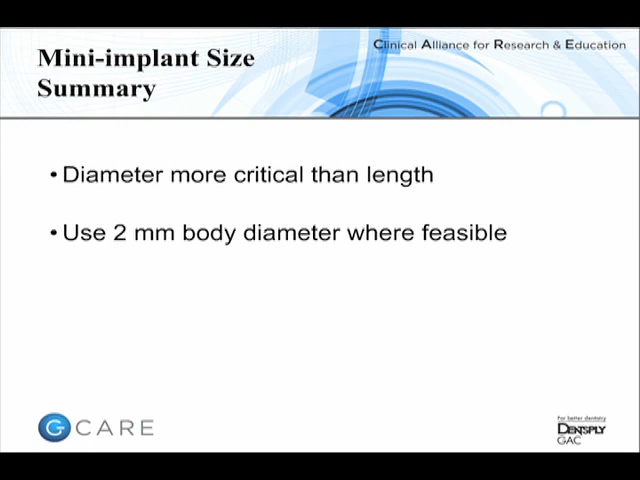 Clinical Alliance for Research & Education
Mini-implant Size
Summary
• Diameter more critical than length
• Use 2 mm body diameter where feasible
G CARE
For better dentistry
DENTSPLY
GAC